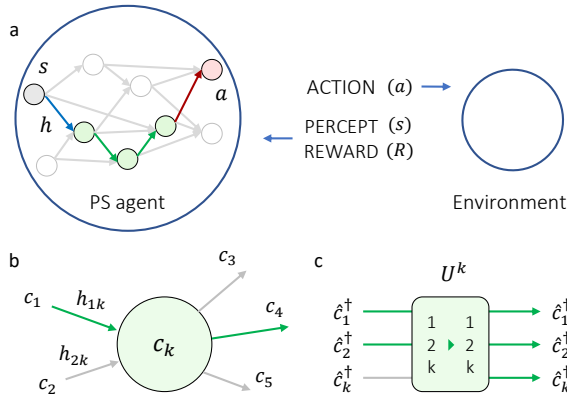 a
s
h
a
PS agent
ACTION (a)
PERCEPT (s)
REWARD (R)
Environment
b
c₁
h₁ₖ
c₂
h₂ₖ
cₖ
c₃
c₄
c₅
c
Uᵏ
ĉ₁† 1 1 ĉ₁†
ĉ₂† 2 2 ĉ₂†
ĉₖ† k k ĉₖ†